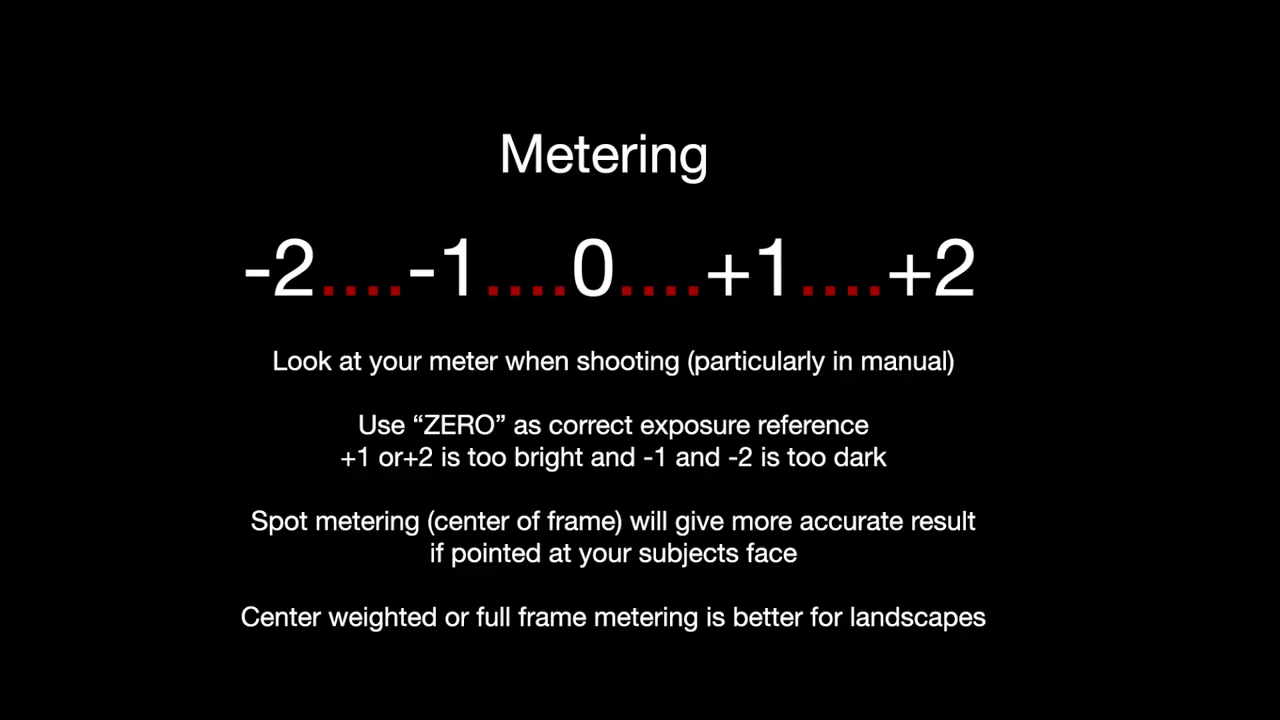 Metering
-2....-1....0....+1....+2
Look at your meter when shooting (particularly in manual)
Use “ZERO” as correct exposure reference
+1 or+2 is too bright and -1 and -2 is too dark
Spot metering (center of frame) will give more accurate result
if pointed at your subjects face
Center weighted or full frame metering is better for landscapes